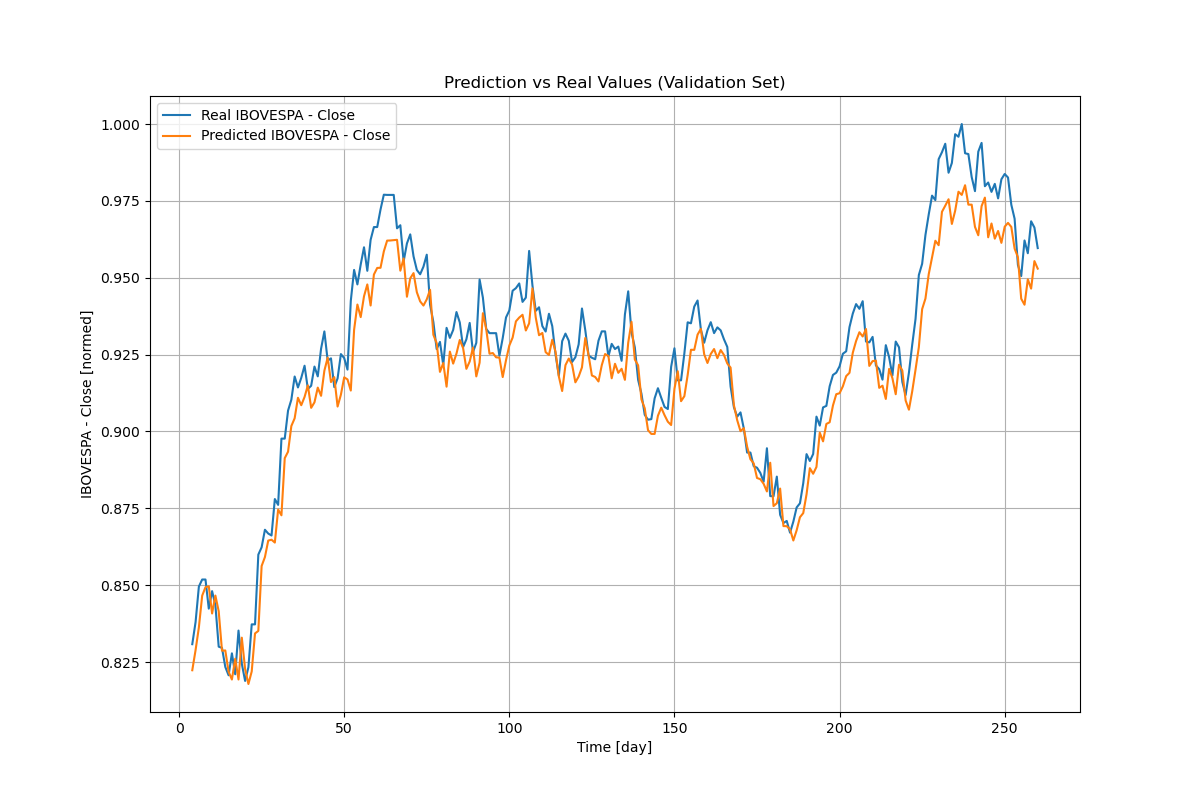 Prediction vs Real Values (Validation Set)
Real IBOVESPA - Close
Predicted IBOVESPA - Close
IBOVESPA - Close [normed]
1.000
0.975
0.950
0.925
0.900
0.875
0.850
0.825
0
50
100
150
200
250
Time [day]